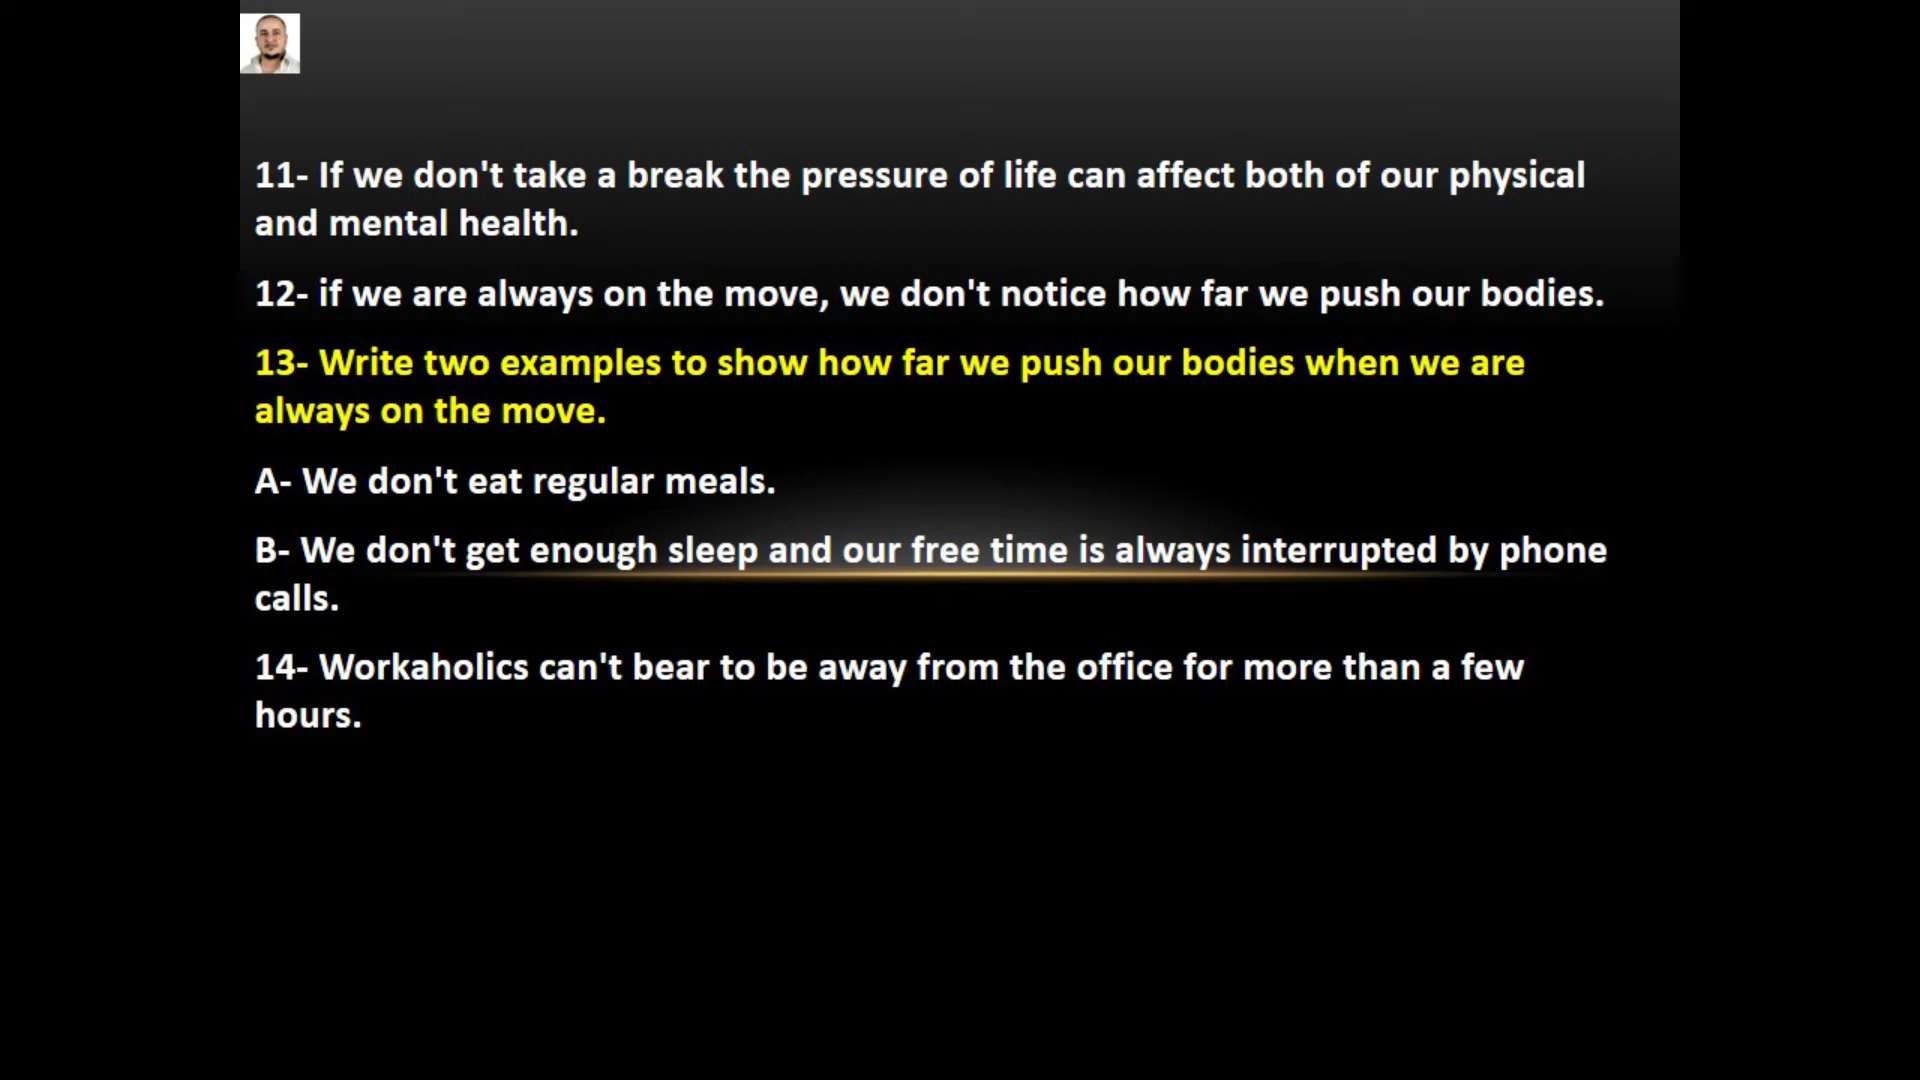 11- If we don't take a break the pressure of life can affect both of our physical
and mental health.
12- if we are always on the move, we don't notice how far we push our bodies.
13- Write two examples to show how far we push our bodies when we are
always on the move.
A- We don't eat regular meals.
B- We don't get enough sleep and our free time is always interrupted by phone
calls.
14- Workaholics can't bear to be away from the office for more than a few
hours.